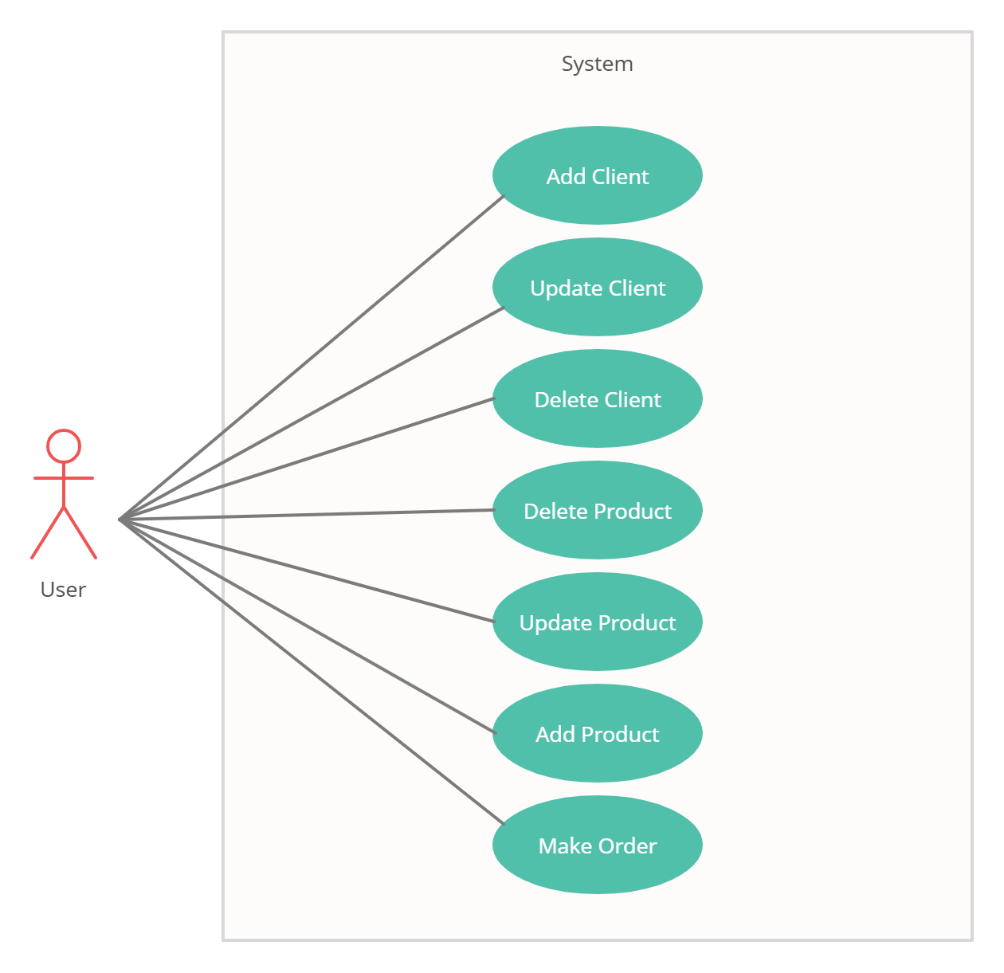 System
Add Client
Update Client
Delete Client
Delete Product
Update Product
Add Product
Make Order
User